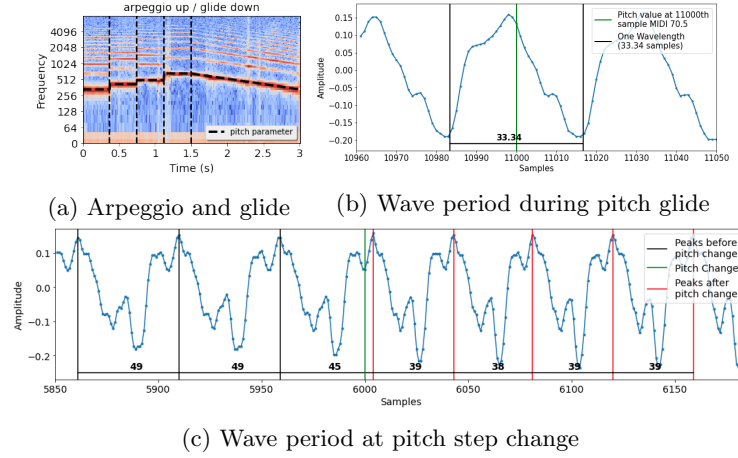 arpeggio up / glide down
Frequency
4096
2048
1024
512
256
128
64
0
pitch parameter
0 0.5 1 1.5 2 2.5 3
Time (s)
(a) Arpeggio and glide
Amplitude
0.15
0.10
0.05
0.00
−0.05
−0.10
−0.15
−0.20
Pitch value at 11000th
sample MIDI 70.5
One Wavelength
(33.34 samples)
33.34
10960 10970 10980 10990 11000 11010 11020 11030 11040 11050
Samples
(b) Wave period during pitch glide
Amplitude
0.1
0.0
−0.1
−0.2
Peaks before
pitch change
Pitch Change
Peaks after
pitch change
49 49 45 39 38 39 39
5850 5900 5950 6000 6050 6100 6150
Samples
(c) Wave period at pitch step change